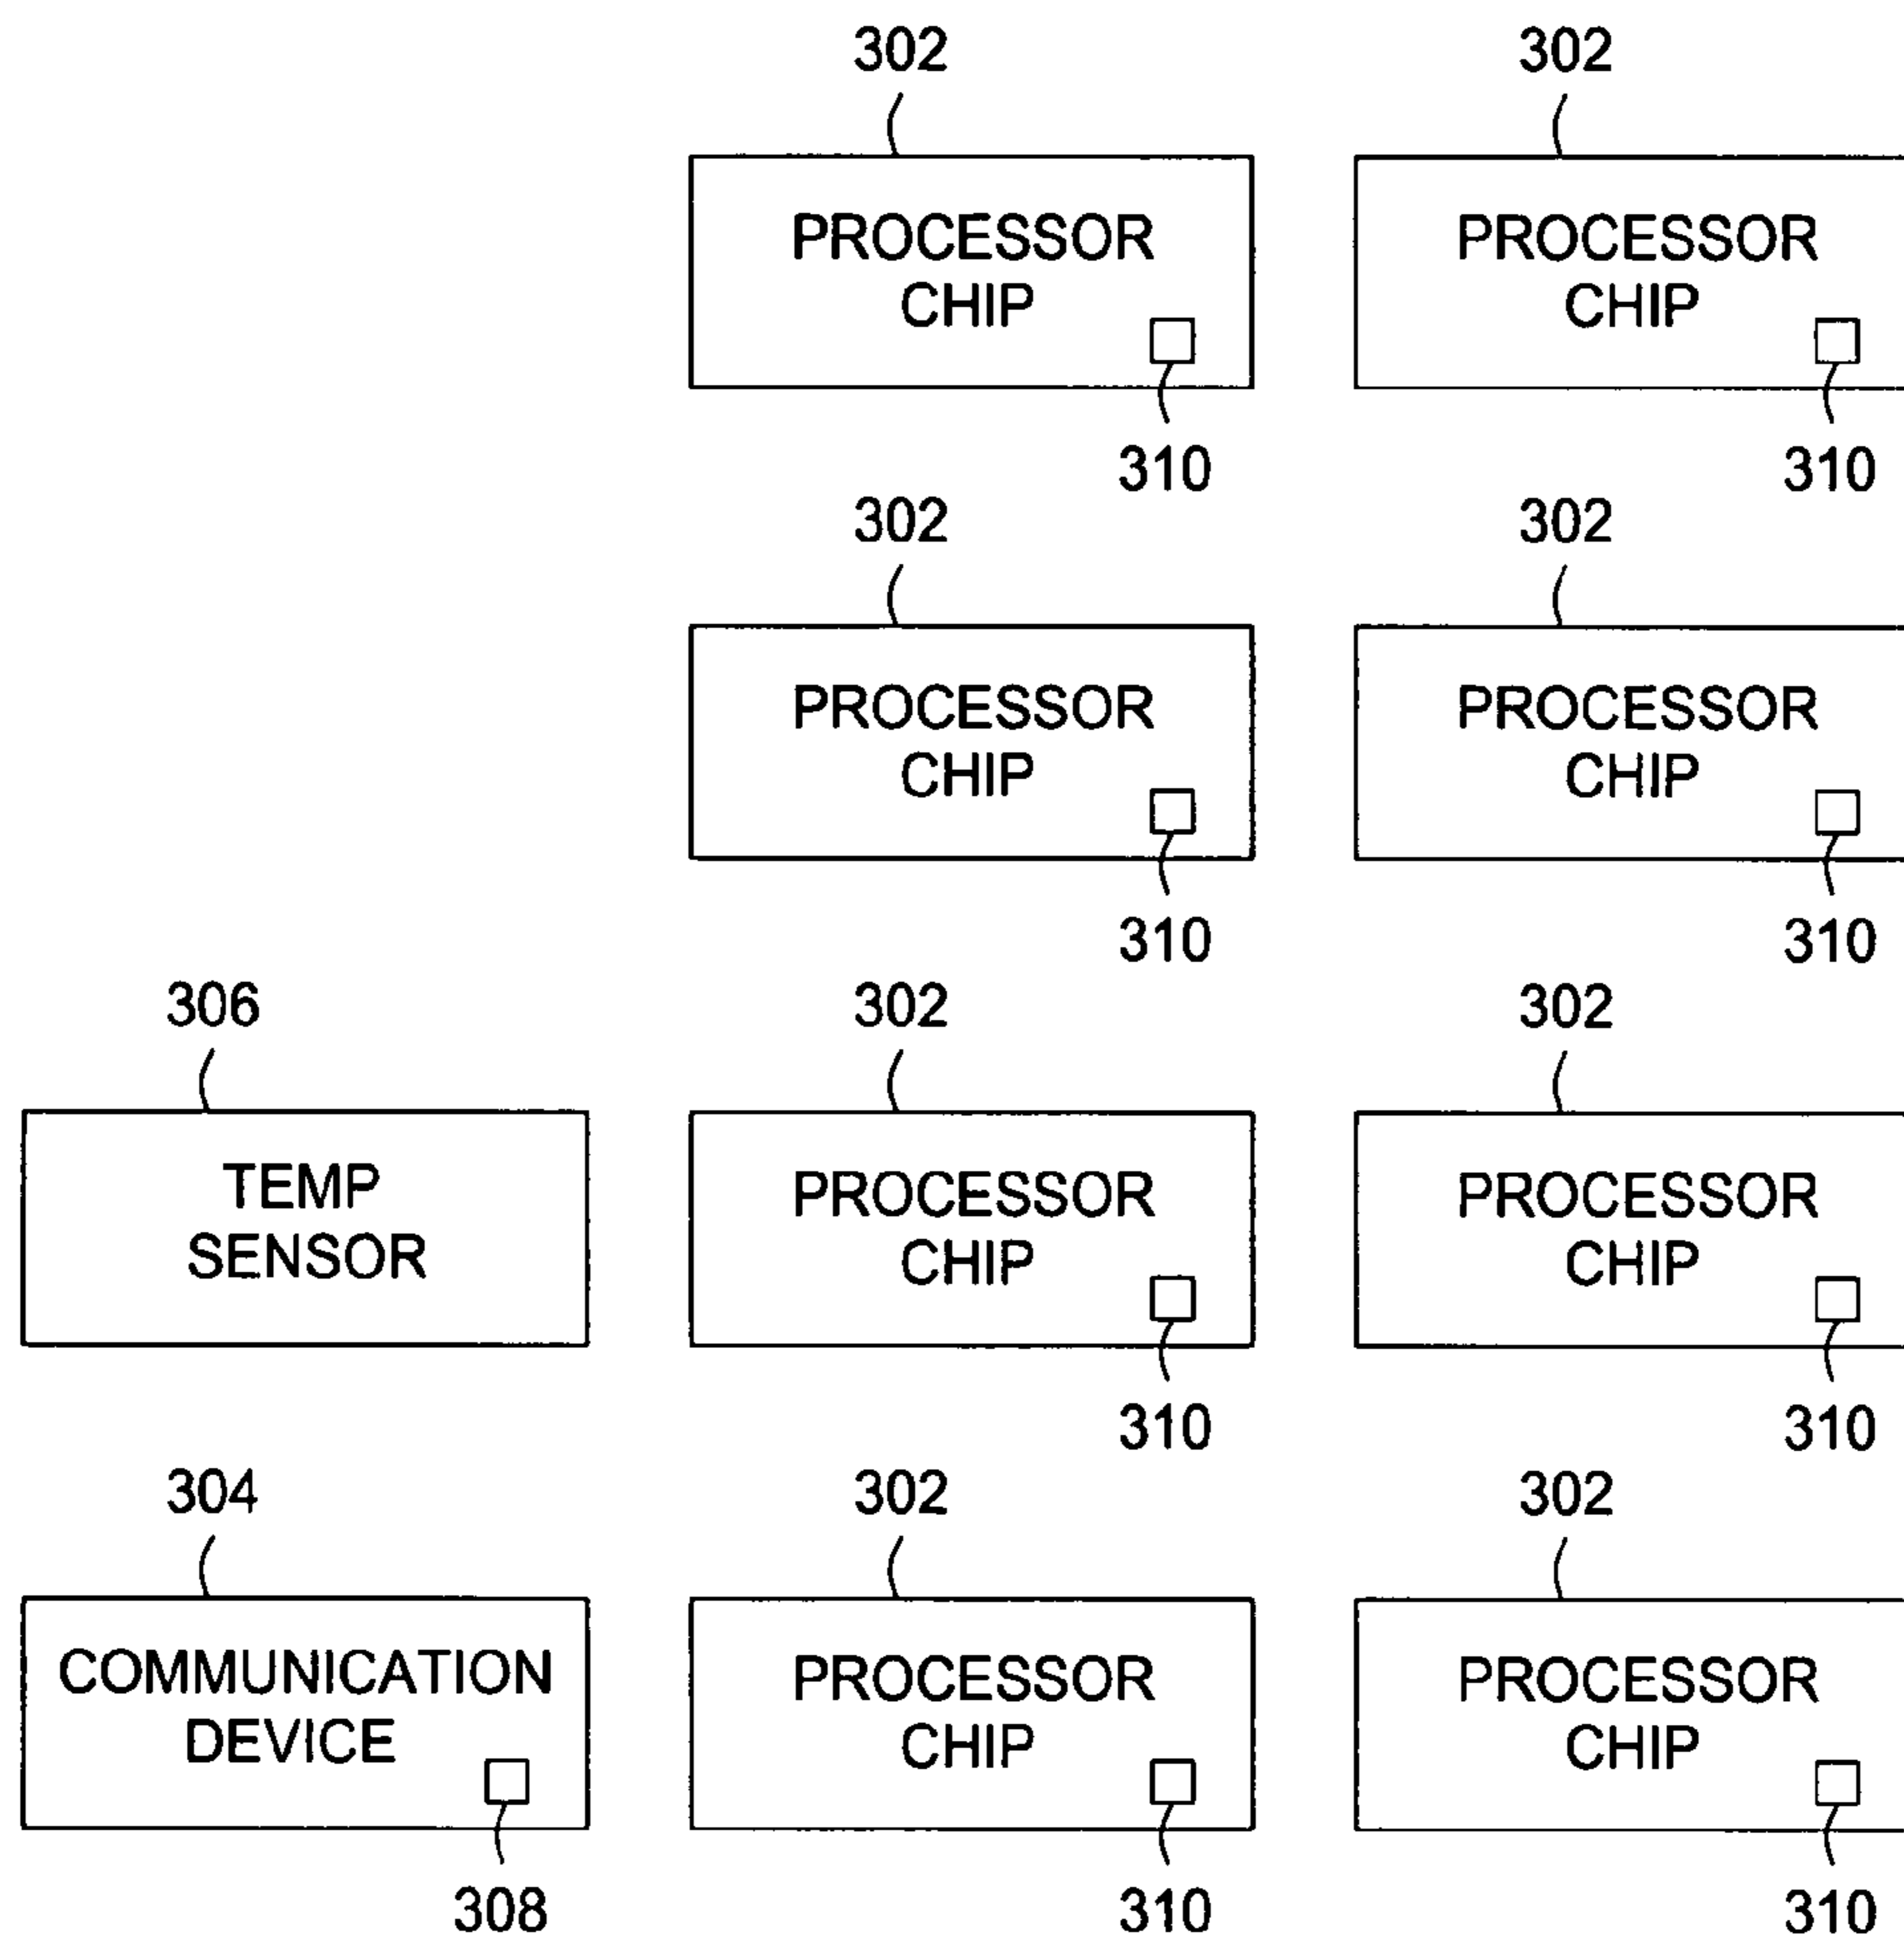 302 302
PROCESSOR CHIP PROCESSOR CHIP
310 310
302 302
PROCESSOR CHIP PROCESSOR CHIP
310 310
306 302 302
TEMP SENSOR PROCESSOR CHIP PROCESSOR CHIP
310 310
304 302 302
COMMUNICATION DEVICE PROCESSOR CHIP PROCESSOR CHIP
308 310 310